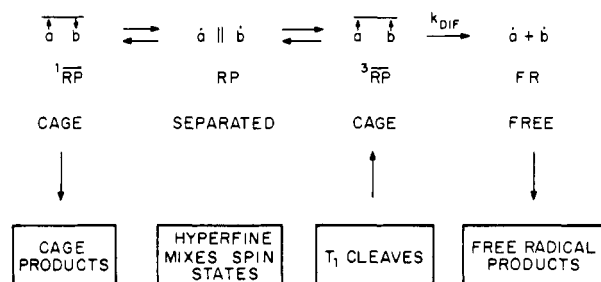 ȧ ḃ ȧ || ḃ ȧ ḃ k_DIF ȧ + ḃ
¹RP RP ³RP FR
CAGE SEPARATED CAGE FREE
CAGE PRODUCTS
HYPERFINE MIXES SPIN STATES
T₁ CLEAVES
FREE RADICAL PRODUCTS